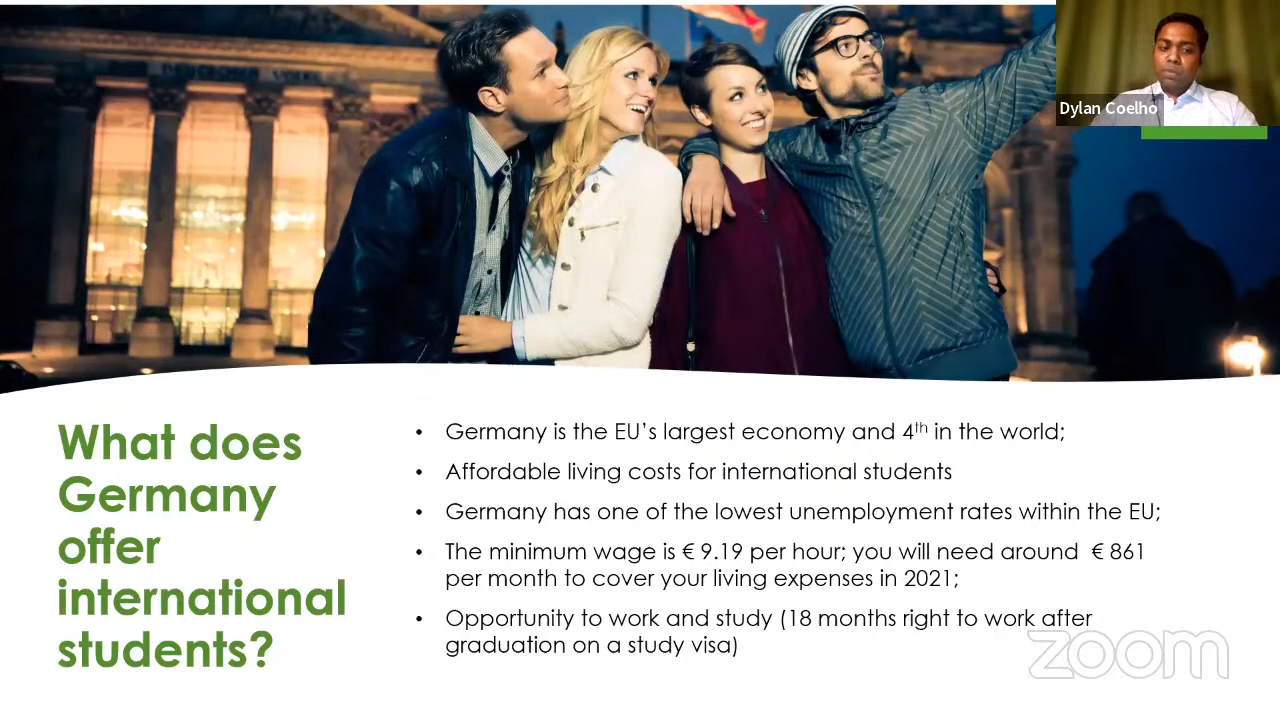 Dylan Coelho
What does
Germany
offer
international
students?
• Germany is the EU’s largest economy and 4th in the world;
• Affordable living costs for international students
• Germany has one of the lowest unemployment rates within the EU;
• The minimum wage is € 9.19 per hour; you will need around € 861
per month to cover your living expenses in 2021;
• Opportunity to work and study (18 months right to work after
graduation on a study visa)
zoom